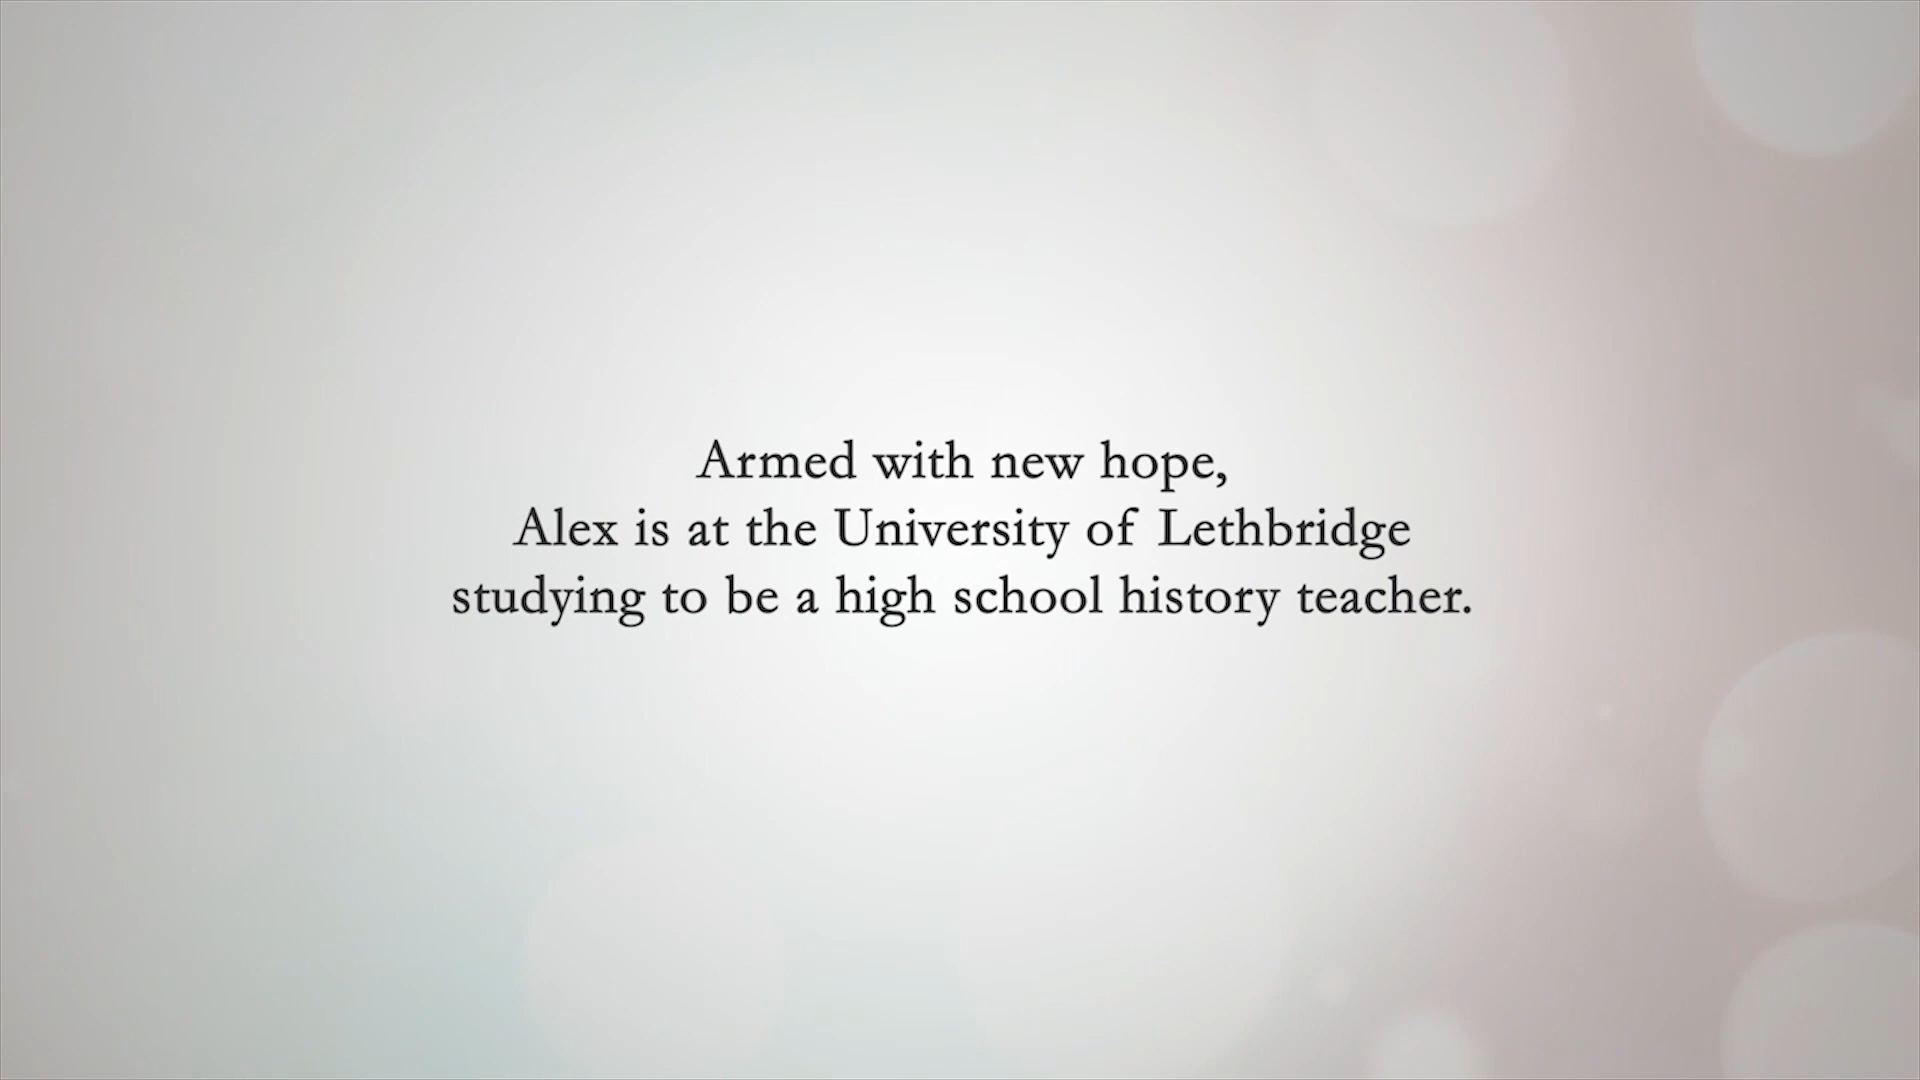 Armed with new hope,
Alex is at the University of Lethbridge
studying to be a high school history teacher.